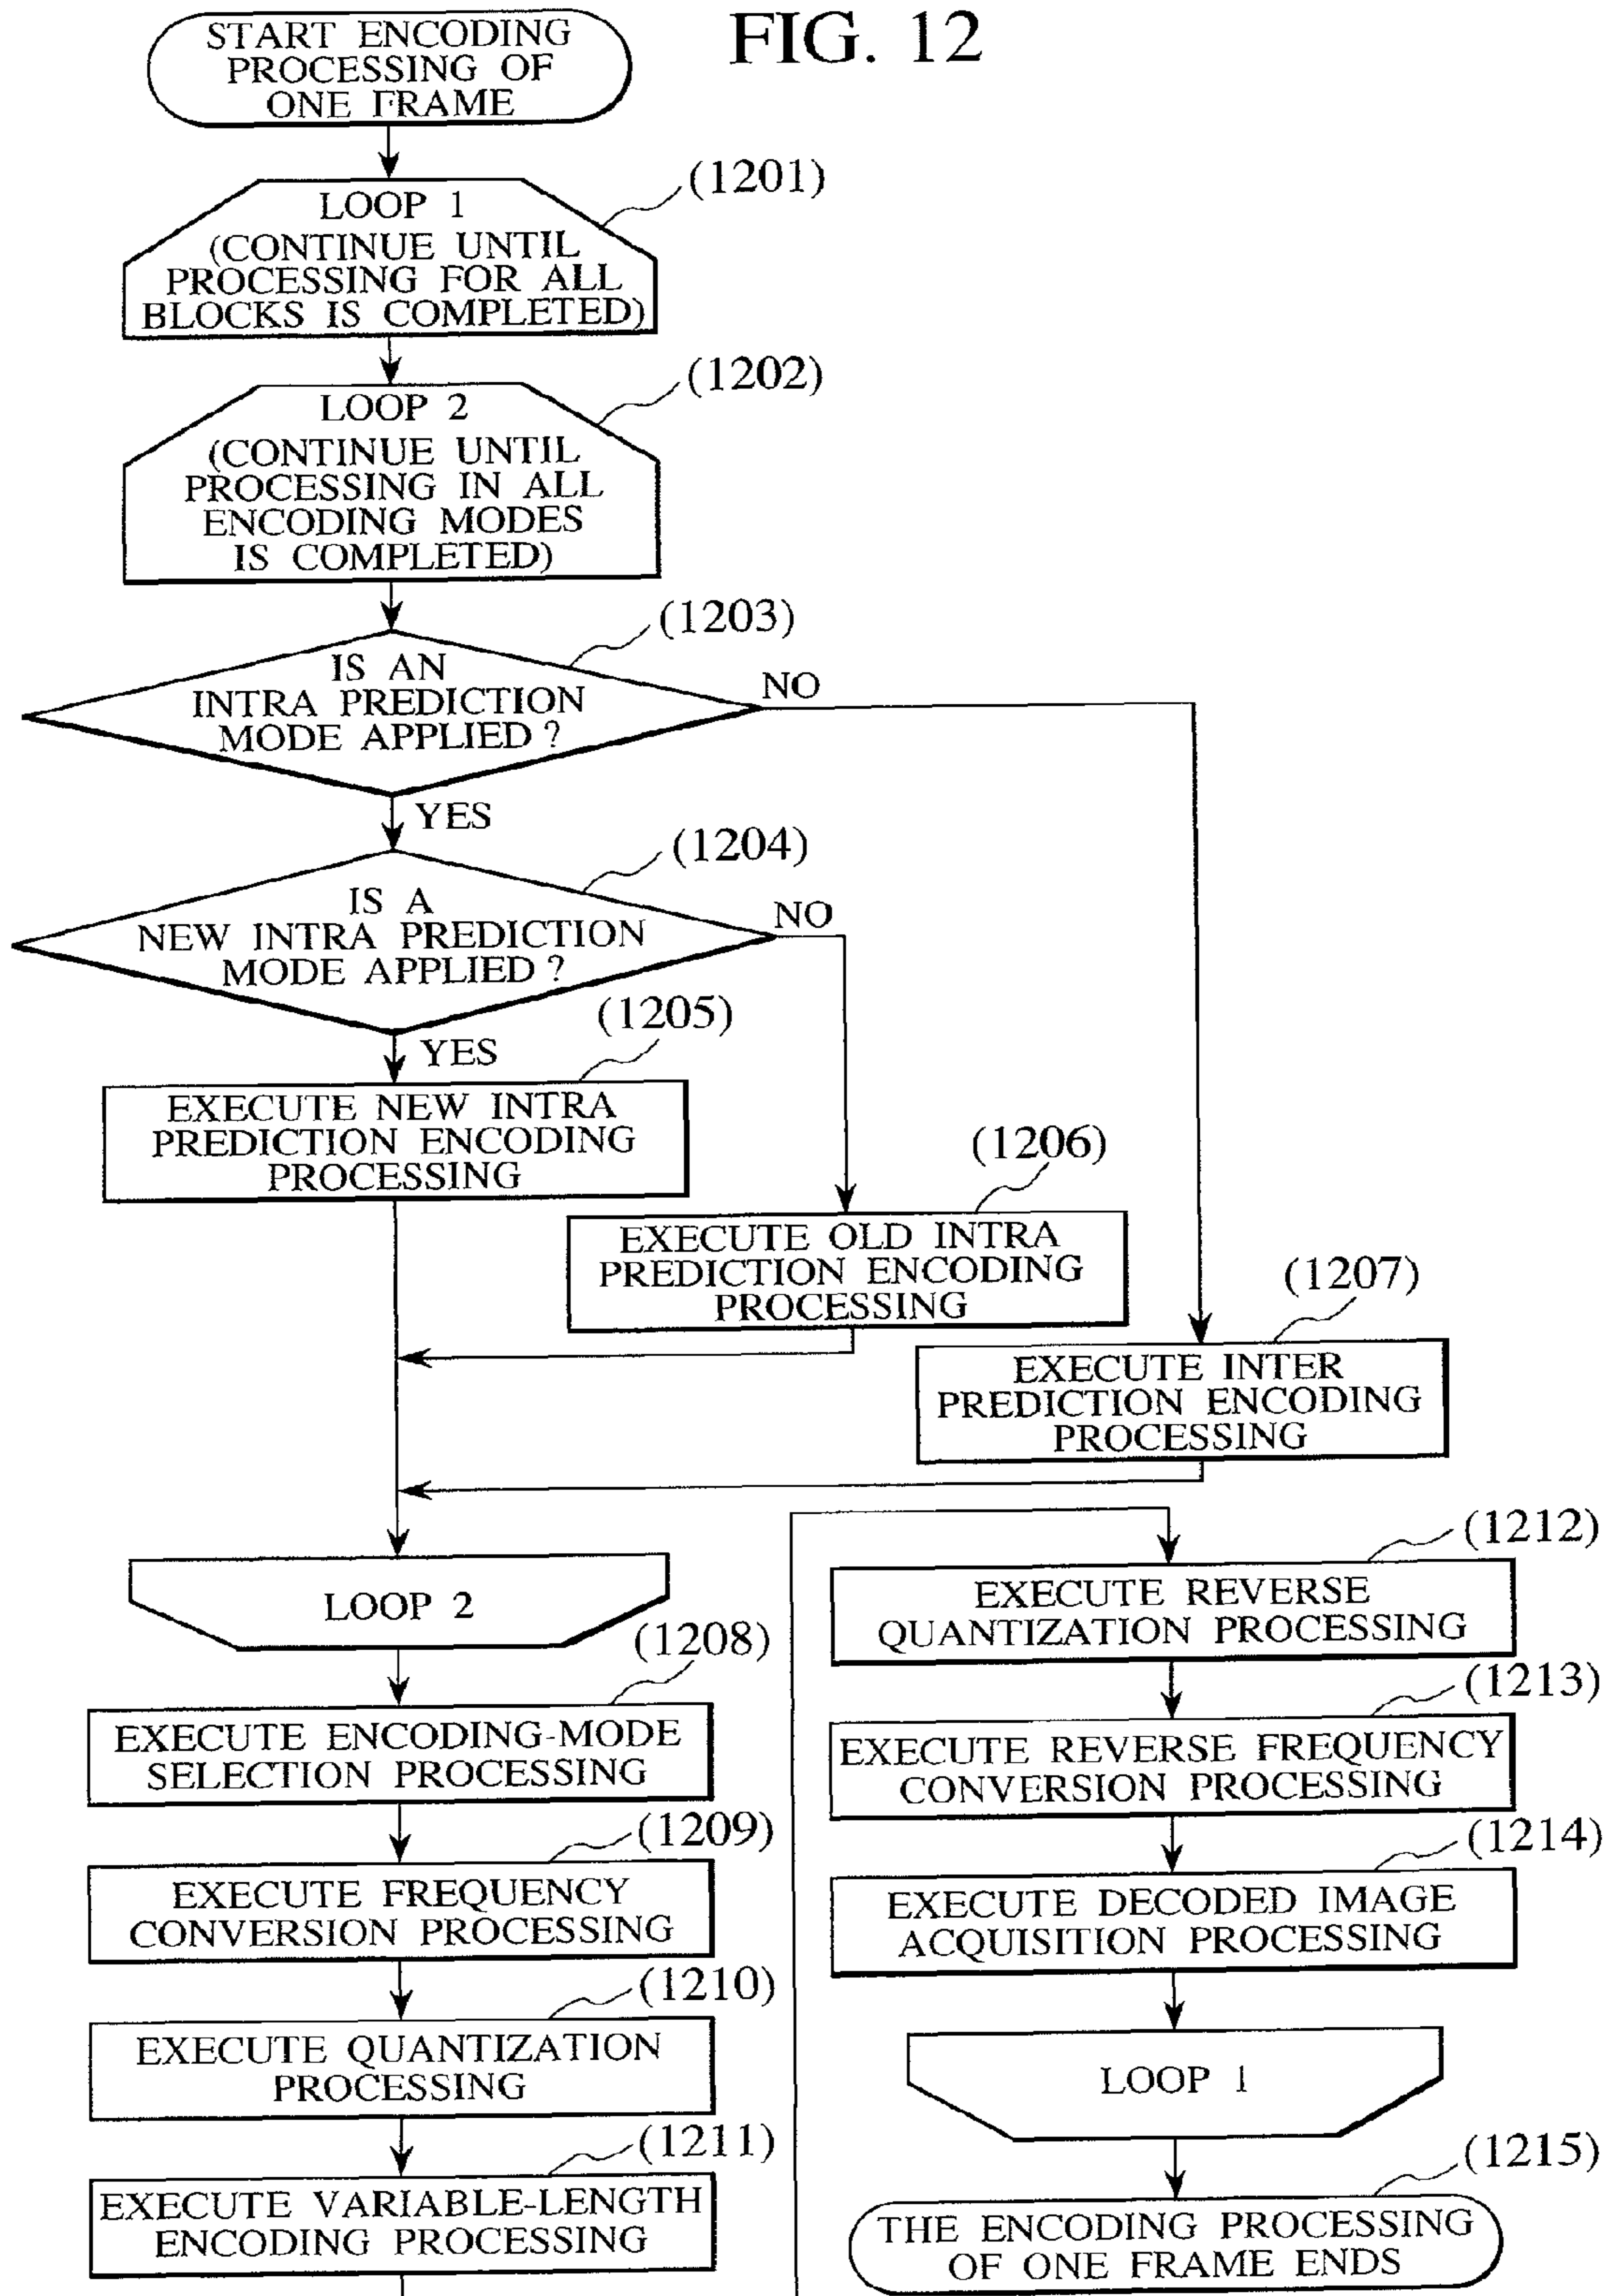 FIG. 12
START ENCODING
PROCESSING OF
ONE FRAME
(1201)
LOOP 1
(CONTINUE UNTIL
PROCESSING FOR ALL
BLOCKS IS COMPLETED)
(1202)
LOOP 2
(CONTINUE UNTIL
PROCESSING IN ALL
ENCODING MODES
IS COMPLETED)
(1203)
IS AN
INTRA PREDICTION
MODE APPLIED ?
NO
YES
(1204)
IS A
NEW INTRA PREDICTION
MODE APPLIED ?
NO
YES
(1205)
EXECUTE NEW INTRA
PREDICTION ENCODING
PROCESSING
(1206)
EXECUTE OLD INTRA
PREDICTION ENCODING
PROCESSING
(1207)
EXECUTE INTER
PREDICTION ENCODING
PROCESSING
LOOP 2
(1208)
EXECUTE ENCODING-MODE
SELECTION PROCESSING
(1209)
EXECUTE FREQUENCY
CONVERSION PROCESSING
(1210)
EXECUTE QUANTIZATION
PROCESSING
(1211)
EXECUTE VARIABLE-LENGTH
ENCODING PROCESSING
(1212)
EXECUTE REVERSE
QUANTIZATION PROCESSING
(1213)
EXECUTE REVERSE FREQUENCY
CONVERSION PROCESSING
(1214)
EXECUTE DECODED IMAGE
ACQUISITION PROCESSING
LOOP 1
(1215)
THE ENCODING PROCESSING
OF ONE FRAME ENDS